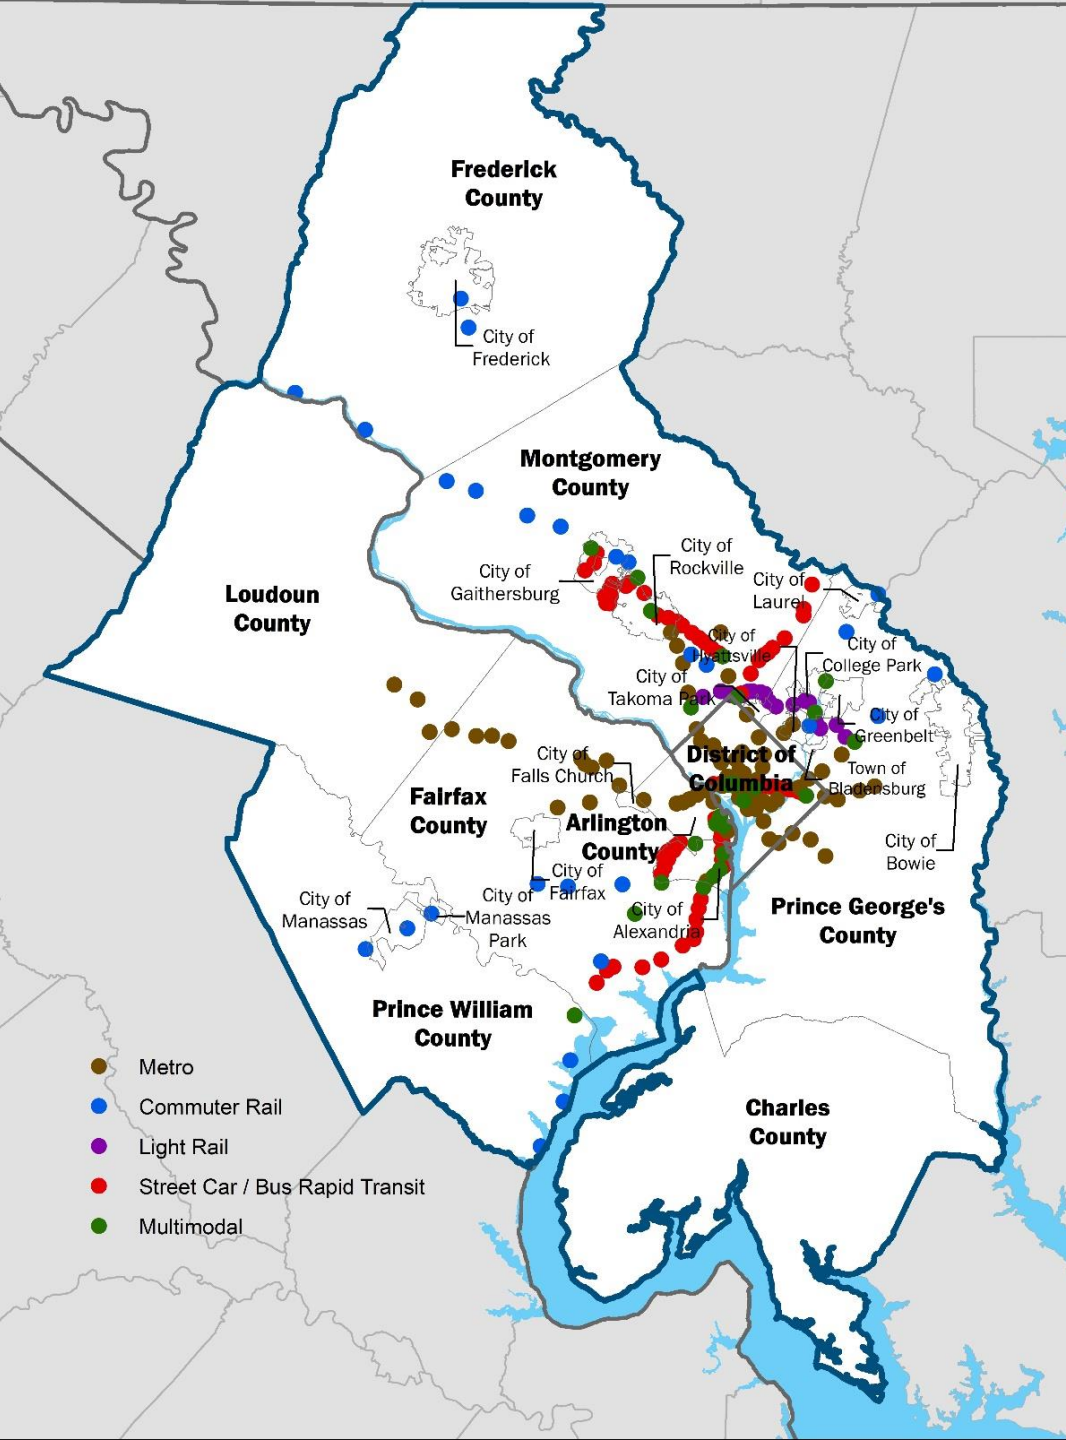 Frederick
County
City of
Frederick
Montgomery
County
City of
Rockville
City of
Gaithersburg
City of
Laurel
Loudoun
County
City of
Hyattsville
City of
College Park
City of
Takoma Park
City of
Greenbelt
District of
Columbia
City of
Falls Church
Town of
Bladensburg
Fairfax
County
Arlington
County
City of
Bowie
City of
Fairfax
City of
Manassas
City of
Manassas
Park
City of
Alexandria
Prince George's
County
Prince William
County
Metro
Commuter Rail
Light Rail
Street Car / Bus Rapid Transit
Multimodal
Charles
County